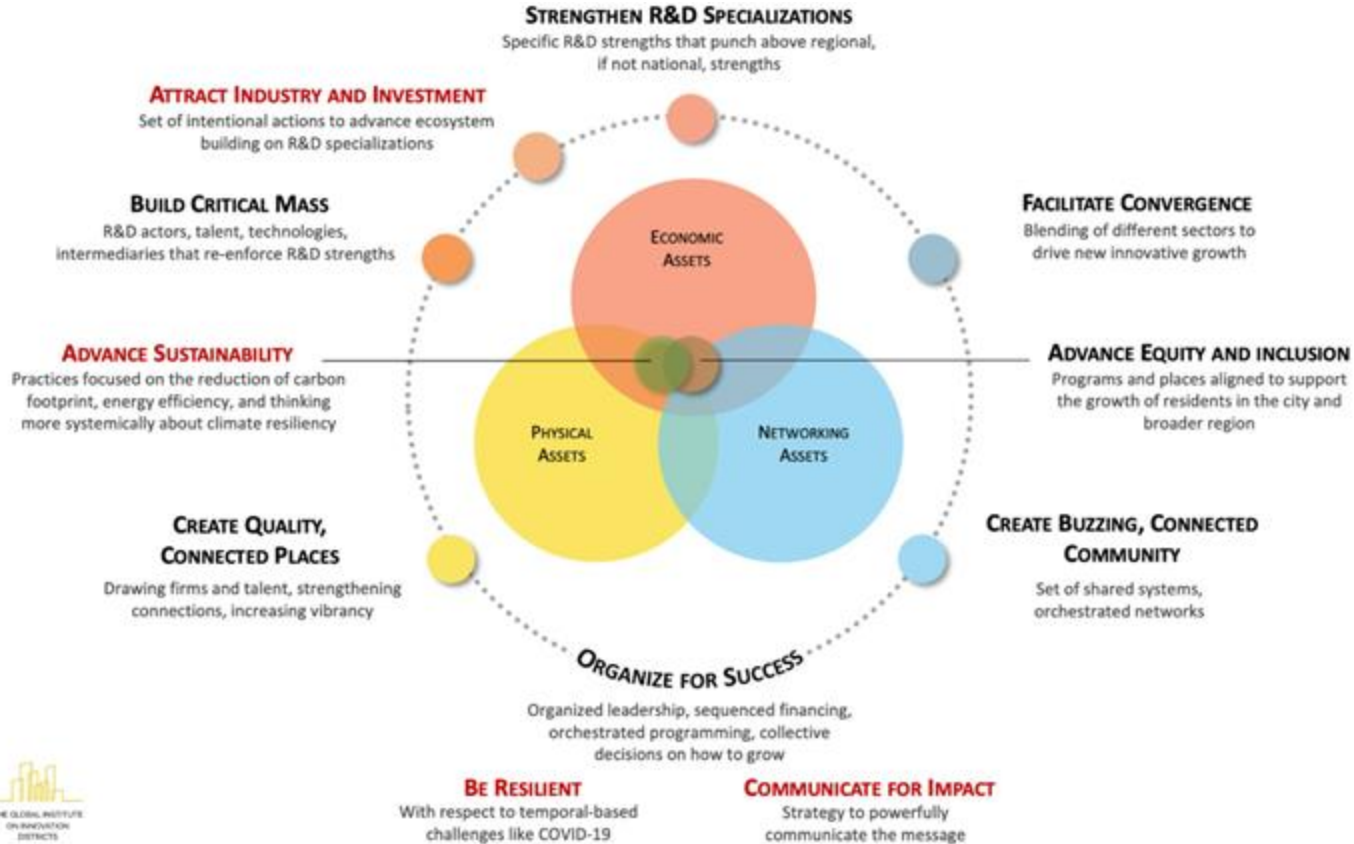 STRENGTHEN R&D SPECIALIZATIONS
Specific R&D strengths that punch above regional,
if not national, strengths
ATTRACT INDUSTRY AND INVESTMENT
Set of intentional actions to advance ecosystem
building on R&D specializations
BUILD CRITICAL MASS
R&D actors, talent, technologies,
intermediaries that re-enforce R&D strengths
FACILITATE CONVERGENCE
Blending of different sectors to
drive new innovative growth
ECONOMIC
ASSETS
ADVANCE SUSTAINABILITY
Practices focused on the reduction of carbon
footprint, energy efficiency, and thinking
more systemically about climate resiliency
ADVANCE EQUITY AND INCLUSION
Programs and places aligned to support
the growth of residents in the city and
broader region
PHYSICAL
ASSETS
NETWORKING
ASSETS
CREATE QUALITY,
CONNECTED PLACES
Drawing firms and talent, strengthening
connections, increasing vibrancy
CREATE BUZZING, CONNECTED
COMMUNITY
Set of shared systems,
orchestrated networks
ORGANIZE FOR SUCCESS
Organized leadership, sequenced financing,
orchestrated programming, collective
decisions on how to grow
BE RESILIENT
With respect to temporal-based
challenges like COVID-19
COMMUNICATE FOR IMPACT
Strategy to powerfully
communicate the message
THE GLOBAL INSTITUTE
ON INNOVATION
DISTRICTS